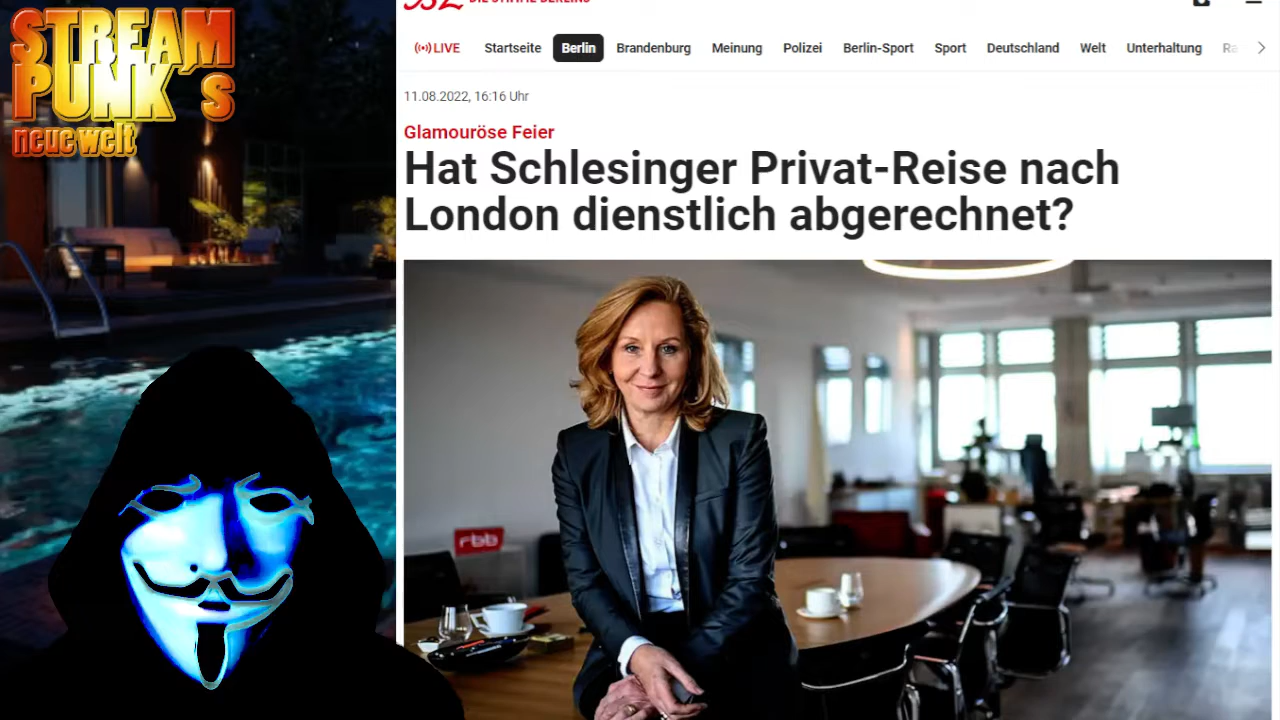 STREAM
PUNK´s
neue welt
LIVE Startseite Berlin Brandenburg Meinung Polizei Berlin-Sport Sport Deutschland Welt Unterhaltung
11.08.2022, 16:16 Uhr
Glamouröse Feier
Hat Schlesinger Privat-Reise nach
London dienstlich abgerechnet?
rbb